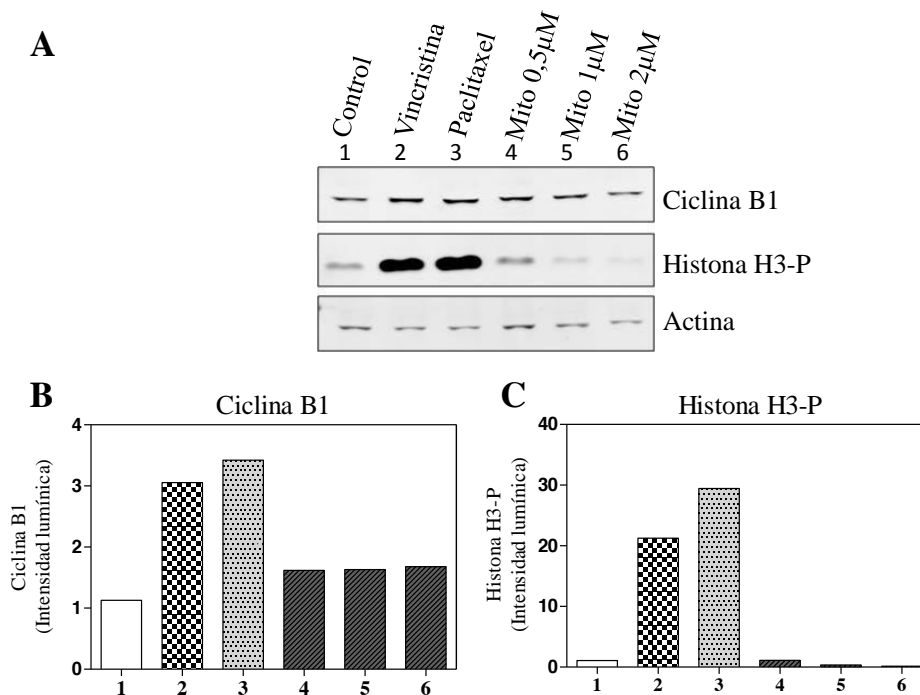 A
Control
Vincristina
Paclitaxel
Mito 0,5µM
Mito 1µM
Mito 2µM
1 2 3 4 5 6
Ciclina B1
Histona H3-P
Actina
B
Ciclina B1
Ciclina B1
(Intensidad lumínica)
4
3
2
1
0
1 2 3 4 5 6
C
Histona H3-P
Histona H3-P
(Intensidad lumínica)
40
30
20
10
0
1 2 3 4 5 6